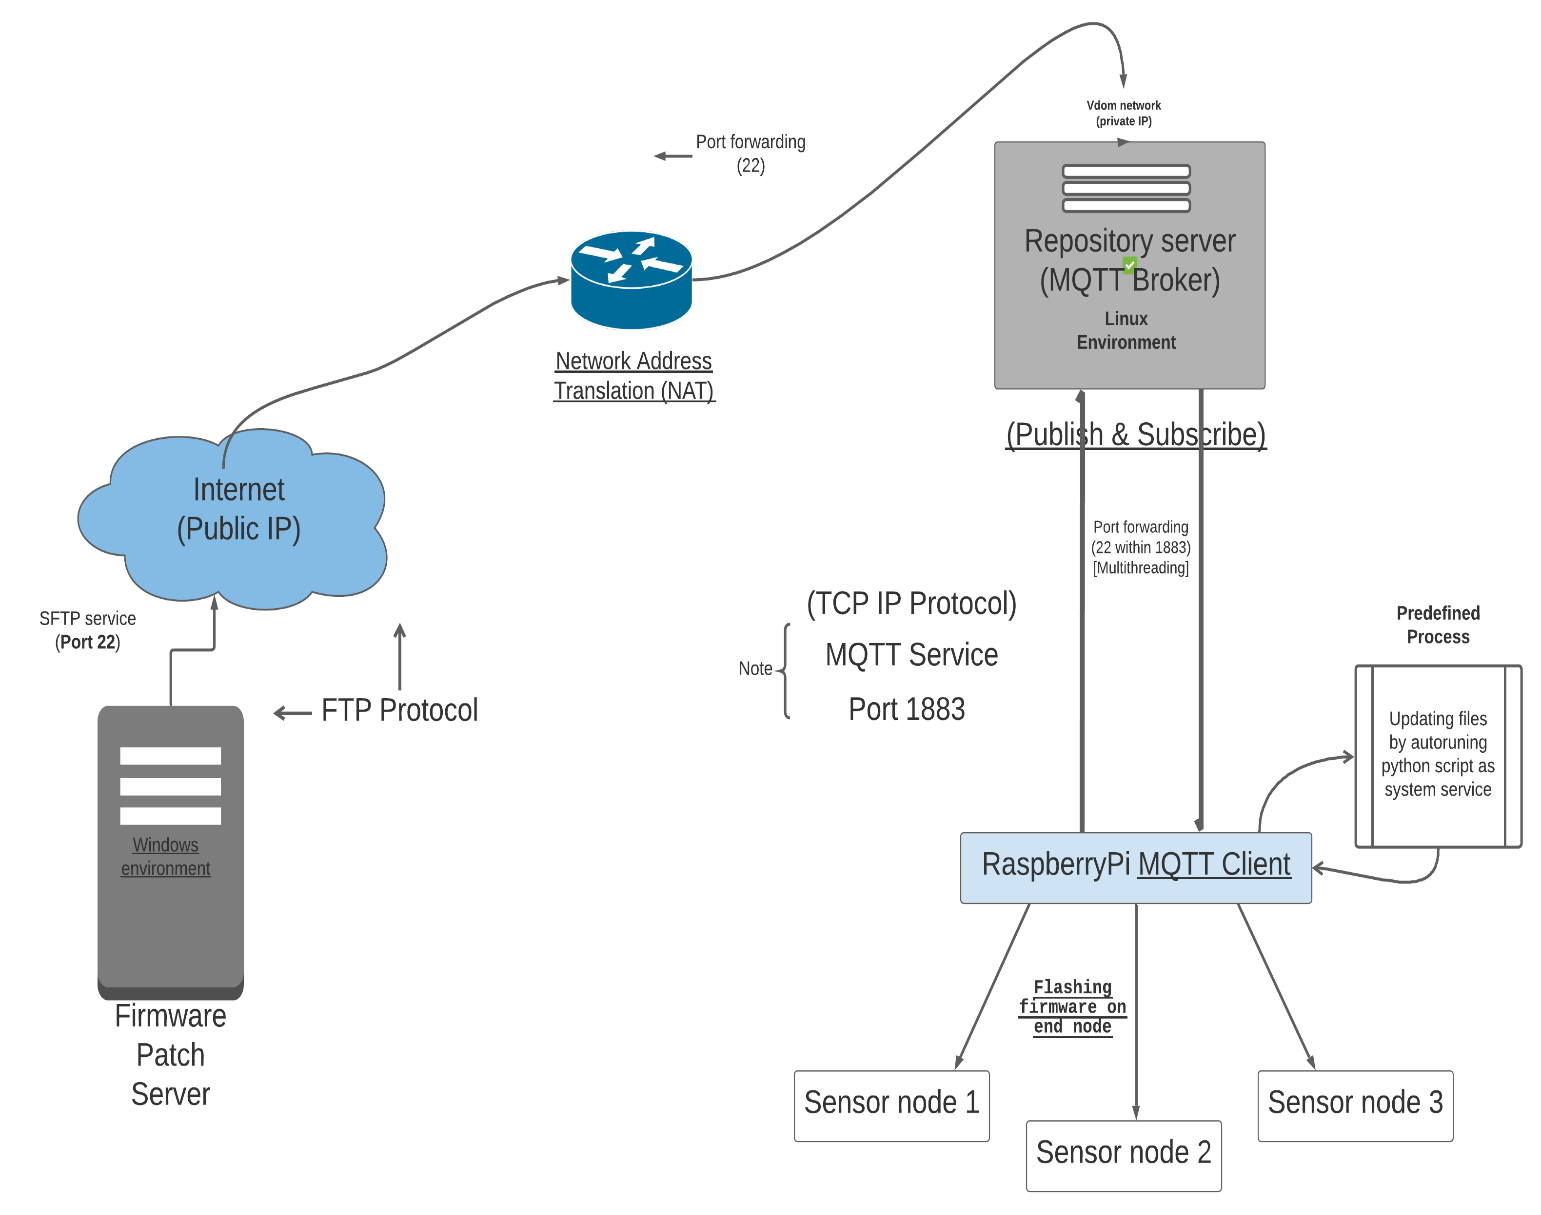 Vdom network
(private IP)
Port forwarding
(22)
Repository server
(MQTT Broker)
Linux
Environment
Network Address
Translation (NAT)
(Publish & Subscribe)
Internet
(Public IP)
Port forwarding
(22 within 1883)
[Multithreading]
SFTP service
(Port 22)
(TCP IP Protocol)
Note
MQTT Service
Port 1883
Predefined
Process
FTP Protocol
Updating files
by autoruning
python script as
system service
Windows
environment
RaspberryPi MQTT Client
Firmware
Patch
Server
Flashing
firmware on
end node
Sensor node 1
Sensor node 2
Sensor node 3